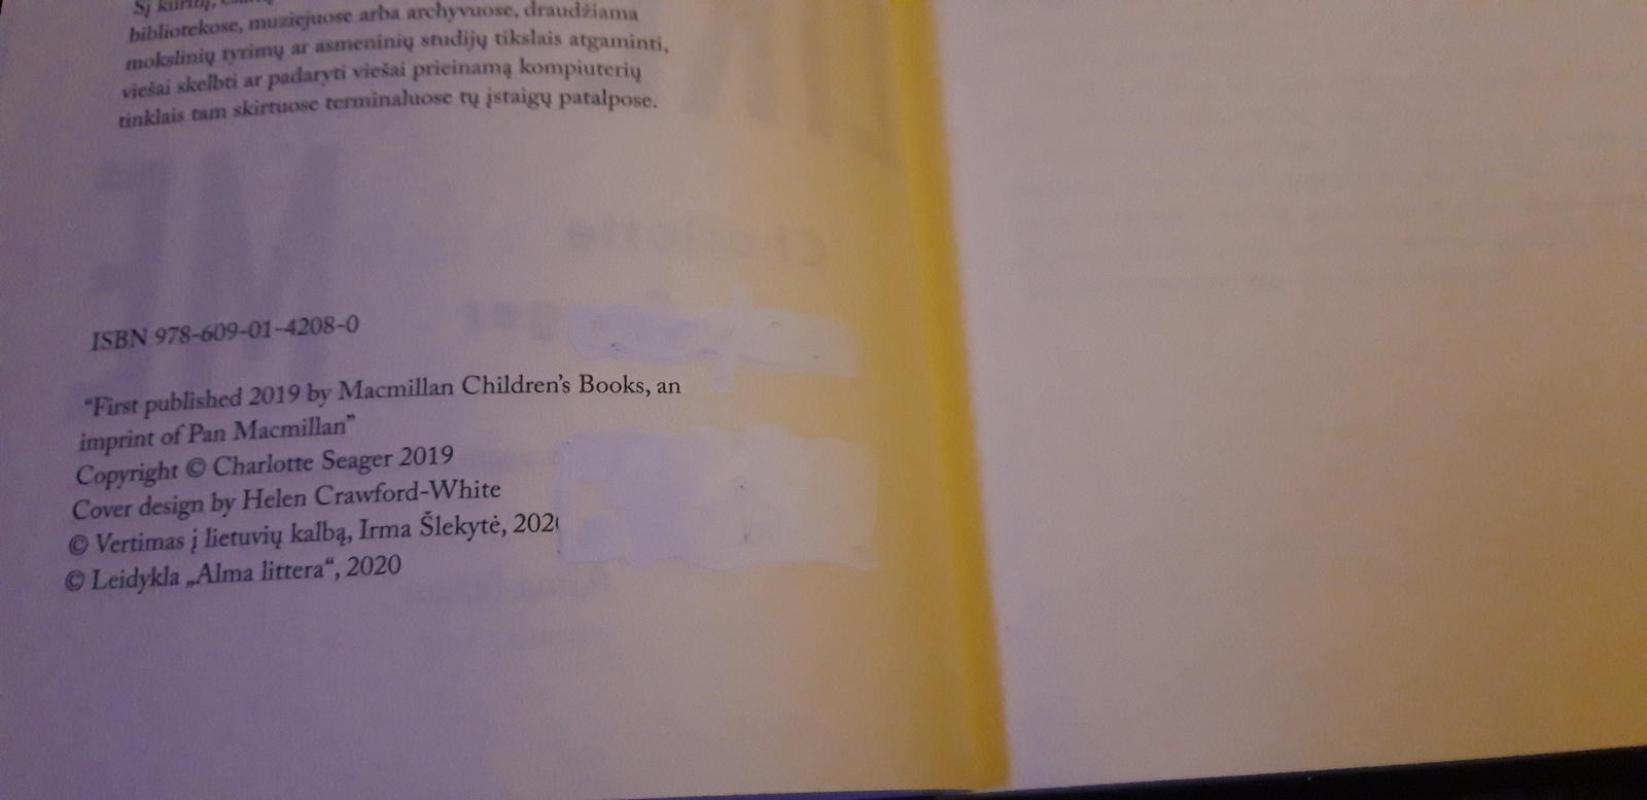 Šį kūrinį,
bibliotekose, muziejuose arba archyvuose, draudžiama
mokslinių tyrimų ar asmeninių studijų tikslais atgaminti,
viešai skelbti ar padaryti viešai prieinamą kompiuterių
tinklais tam skirtuose terminaluose tų įstaigų patalpose.
ISBN 978-609-01-4208-0
“First published 2019 by Macmillan Children’s Books, an
imprint of Pan Macmillan”
Copyright © Charlotte Seager 2019
Cover design by Helen Crawford-White
© Vertimas į lietuvių kalbą, Irma Šlekytė, 202
© Leidykla „Alma littera“, 2020